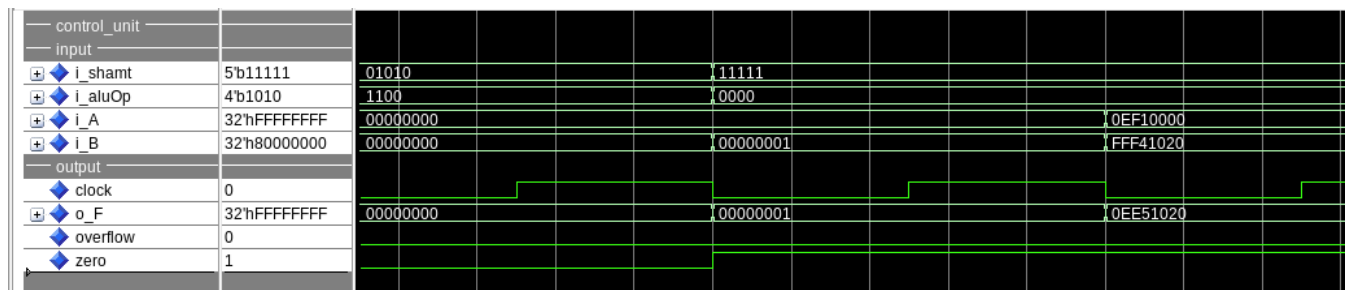 control_unit
input
i_shamt 5'b11111 01010 11111
i_aluOp 4'b1010 1100 0000
i_A 32'hFFFFFFFF 00000000 0EF10000
i_B 32'h80000000 00000000 00000001 FFF41020
output
clock 0
o_F 32'hFFFFFFFF 00000000 00000001 0EE51020
overflow 0
zero 1